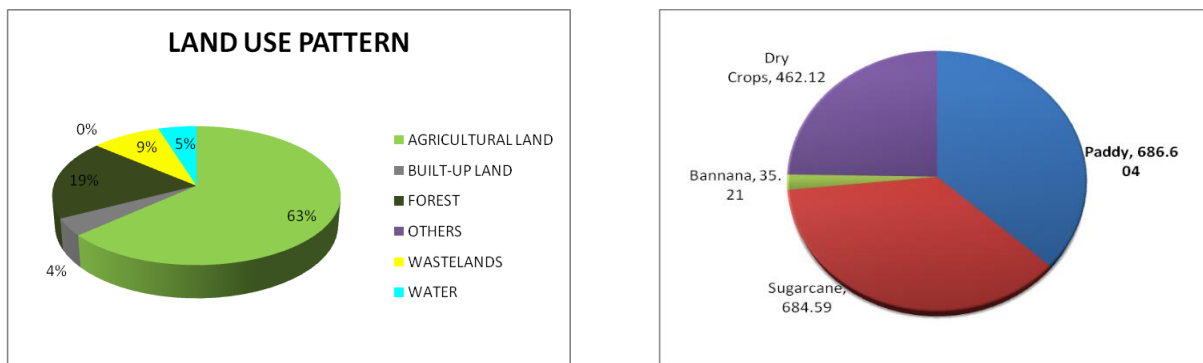 LAND USE PATTERN
0%
9%
5%
19%
63%
4%
AGRICULTURAL LAND
BUILT-UP LAND
FOREST
OTHERS
WASTELANDS
WATER
Dry
Crops, 462.12
Paddy, 686.6
04
Bannana, 35.
21
Sugarcane,
684.59